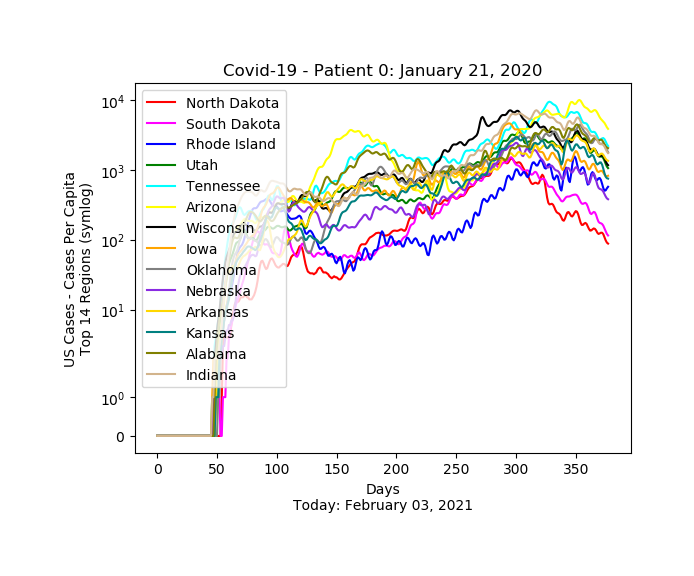 Covid-19 - Patient 0: January 21, 2020
US Cases - Cases Per Capita
Top 14 Regions (symlog)
10^4
10^3
10^2
10^1
10^0
0
North Dakota
South Dakota
Rhode Island
Utah
Tennessee
Arizona
Wisconsin
Iowa
Oklahoma
Nebraska
Arkansas
Kansas
Alabama
Indiana
0 50 100 150 200 250 300 350
Days
Today: February 03, 2021